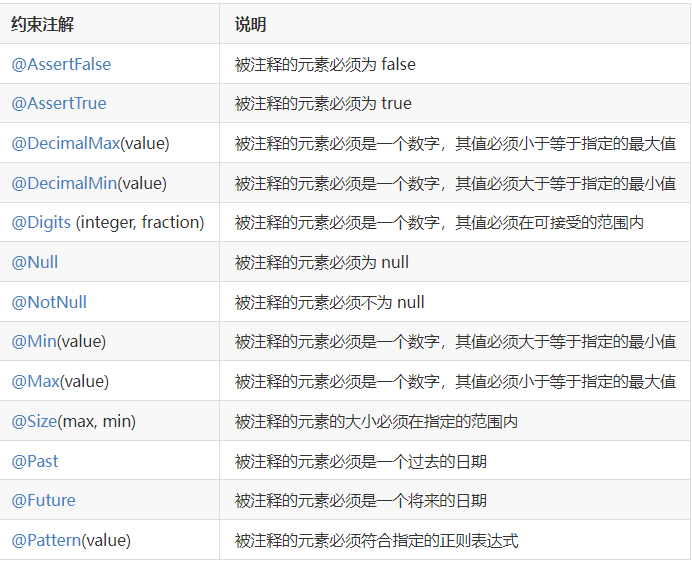 约束注解 说明
@AssertFalse 被注释的元素必须为 false
@AssertTrue 被注释的元素必须为 true
@DecimalMax(value) 被注释的元素必须是一个数字，其值必须小于等于指定的最大值
@DecimalMin(value) 被注释的元素必须是一个数字，其值必须大于等于指定的最小值
@Digits (integer, fraction) 被注释的元素必须是一个数字，其值必须在可接受的范围内
@Null 被注释的元素必须为 null
@NotNull 被注释的元素必须不为 null
@Min(value) 被注释的元素必须是一个数字，其值必须大于等于指定的最小值
@Max(value) 被注释的元素必须是一个数字，其值必须小于等于指定的最大值
@Size(max, min) 被注释的元素的大小必须在指定的范围内
@Past 被注释的元素必须是一个过去的日期
@Future 被注释的元素必须是一个将来的日期
@Pattern(value) 被注释的元素必须符合指定的正则表达式